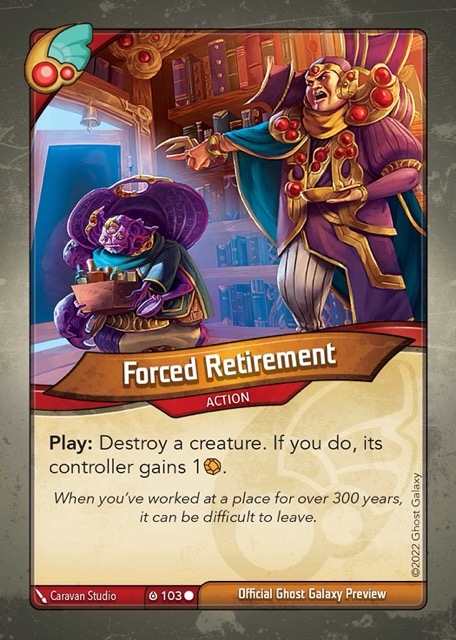 Forced Retirement
ACTION
Play: Destroy a creature. If you do, its
controller gains 1.
When you've worked at a place for over 300 years,
it can be difficult to leave.
©2022 Ghost Galaxy
Caravan Studio
103
Official Ghost Galaxy Preview